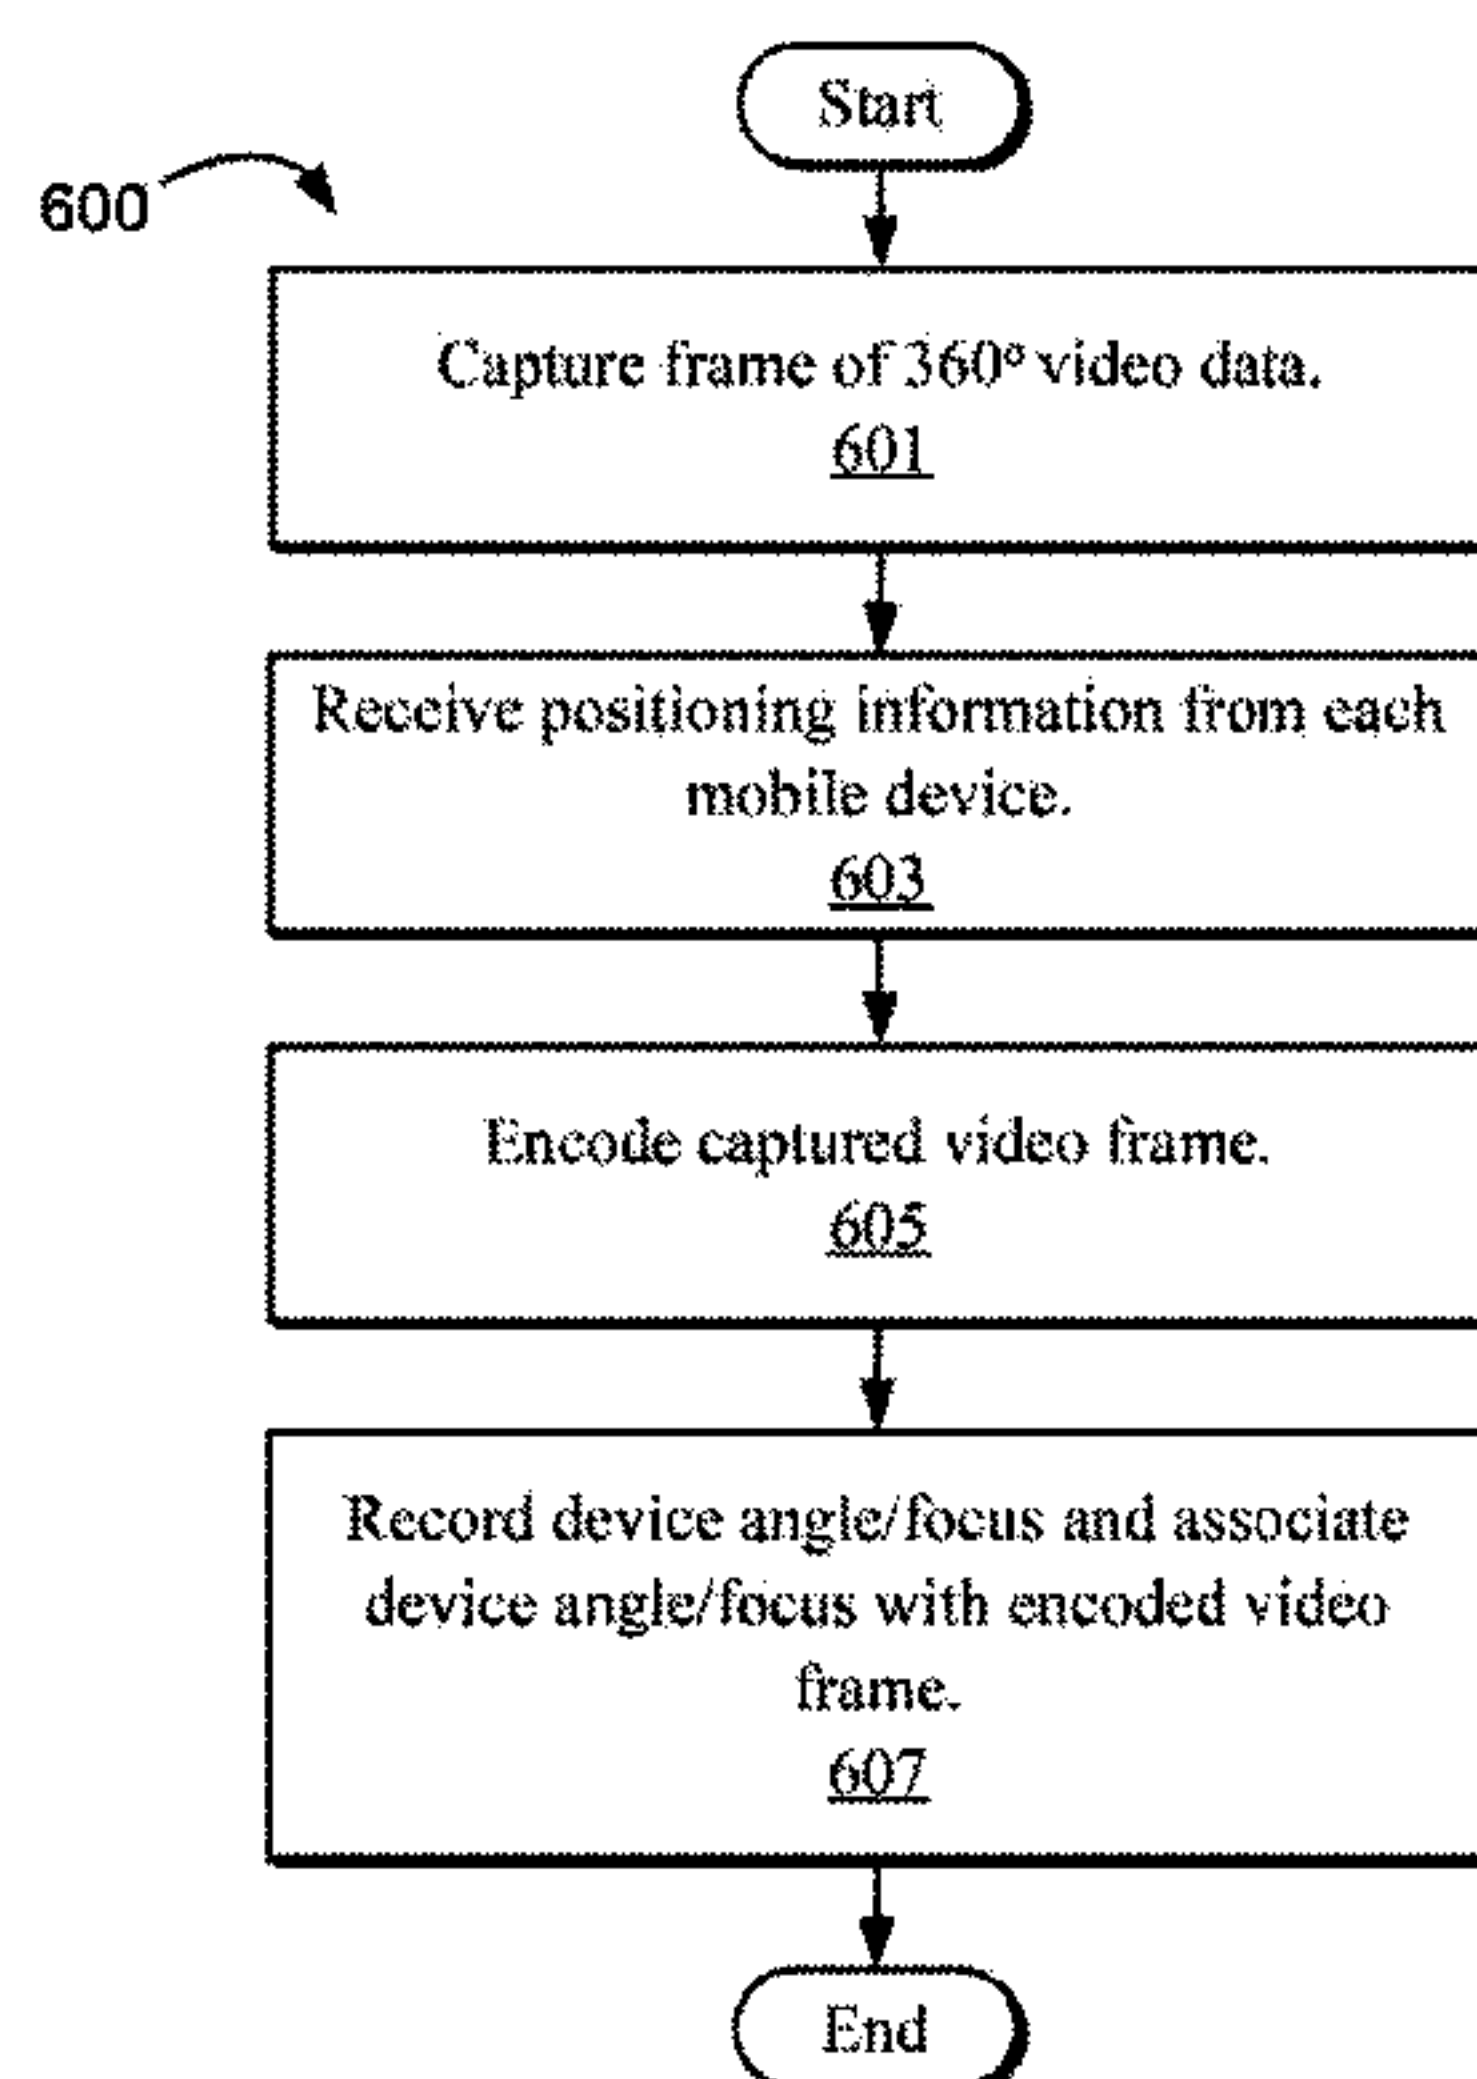 Start
600
Capture frame of 360° video data.
601
Receive positioning information from each
mobile device.
603
Encode captured video frame.
605
Record device angle/focus and associate
device angle/focus with encoded video
frame.
607
End